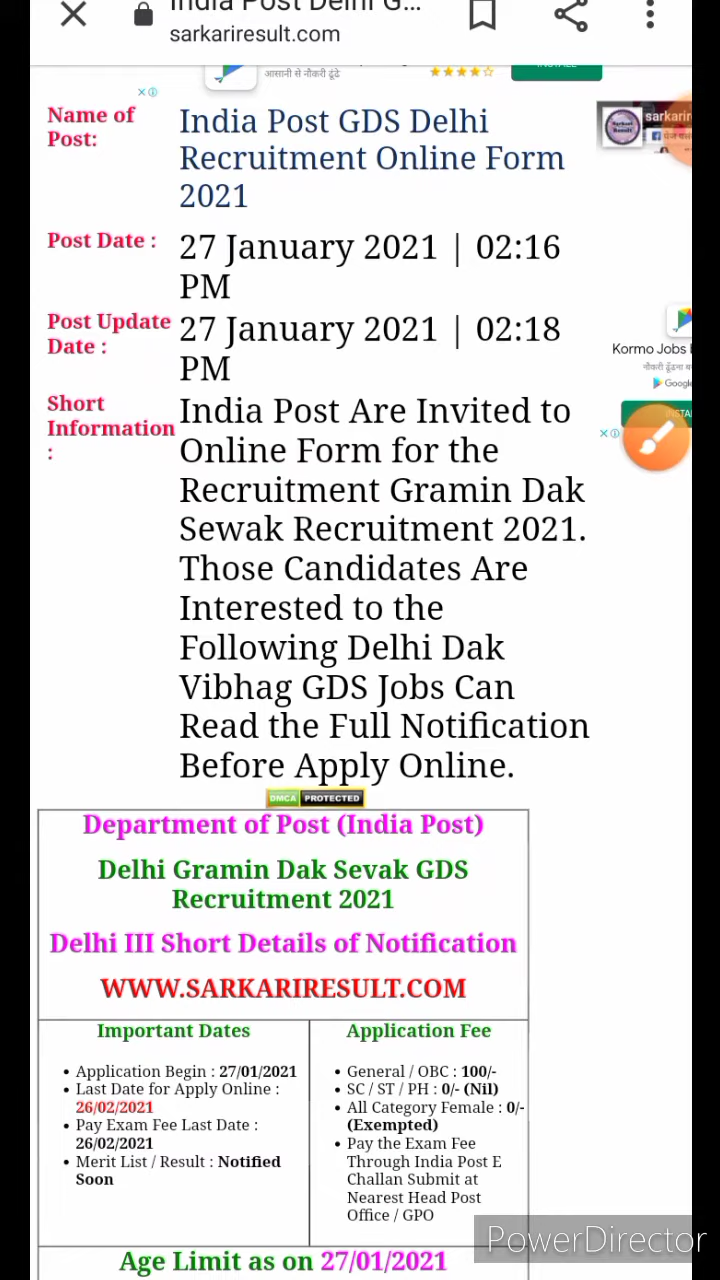 India Post Delhi G...
sarkariresult.com
आसानी से नौकरी ढूंढे
INSTALL
Name of
Post:
India Post GDS Delhi
Recruitment Online Form
2021
sarkarir
Post Date :
27 January 2021 | 02:16
PM
Post Update
Date :
27 January 2021 | 02:18
PM
Kormo Jobs
Google
Short
Information
:
India Post Are Invited to
Online Form for the
Recruitment Gramin Dak
Sewak Recruitment 2021.
Those Candidates Are
Interested to the
Following Delhi Dak
Vibhag GDS Jobs Can
Read the Full Notification
Before Apply Online.
DMCA PROTECTED
Department of Post (India Post)
Delhi Gramin Dak Sevak GDS
Recruitment 2021
Delhi III Short Details of Notification
WWW.SARKARIRESULT.COM
Important Dates
• Application Begin : 27/01/2021
• Last Date for Apply Online :
26/02/2021
• Pay Exam Fee Last Date :
26/02/2021
• Merit List / Result : Notified
Soon
Application Fee
• General / OBC : 100/-
• SC / ST / PH : 0/- (Nil)
• All Category Female : 0/-
(Exempted)
• Pay the Exam Fee
Through India Post E
Challan Submit at
Nearest Head Post
Office / GPO
PowerDirector
Age Limit as on 27/01/2021